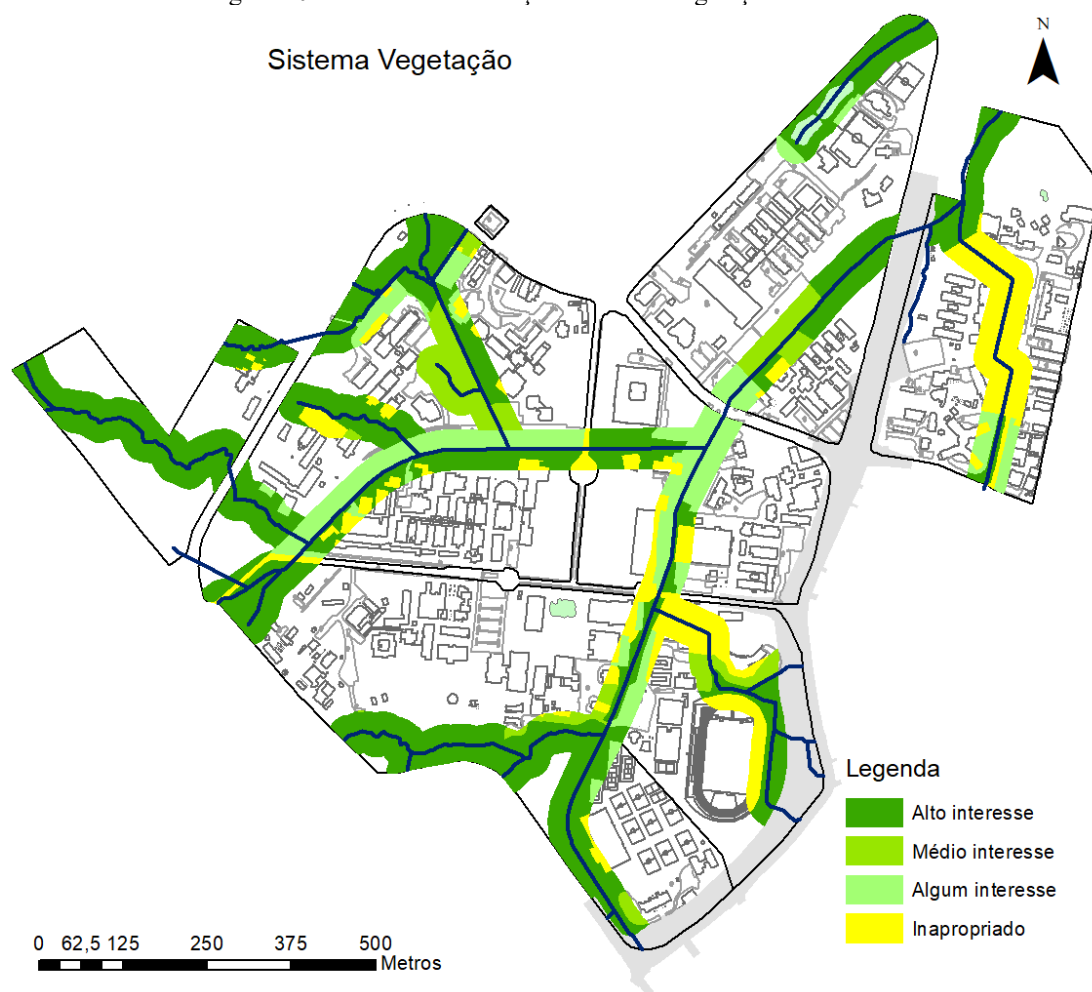 Sistema Vegetação
N
Legenda
Alto interesse
Médio interesse
Algum interesse
Inapropriado
0 62,5 125 250 375 500
Metros